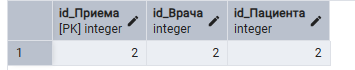 id_Приема id_Врача id_Пациента
[PK] integer integer integer
1 2 2 2